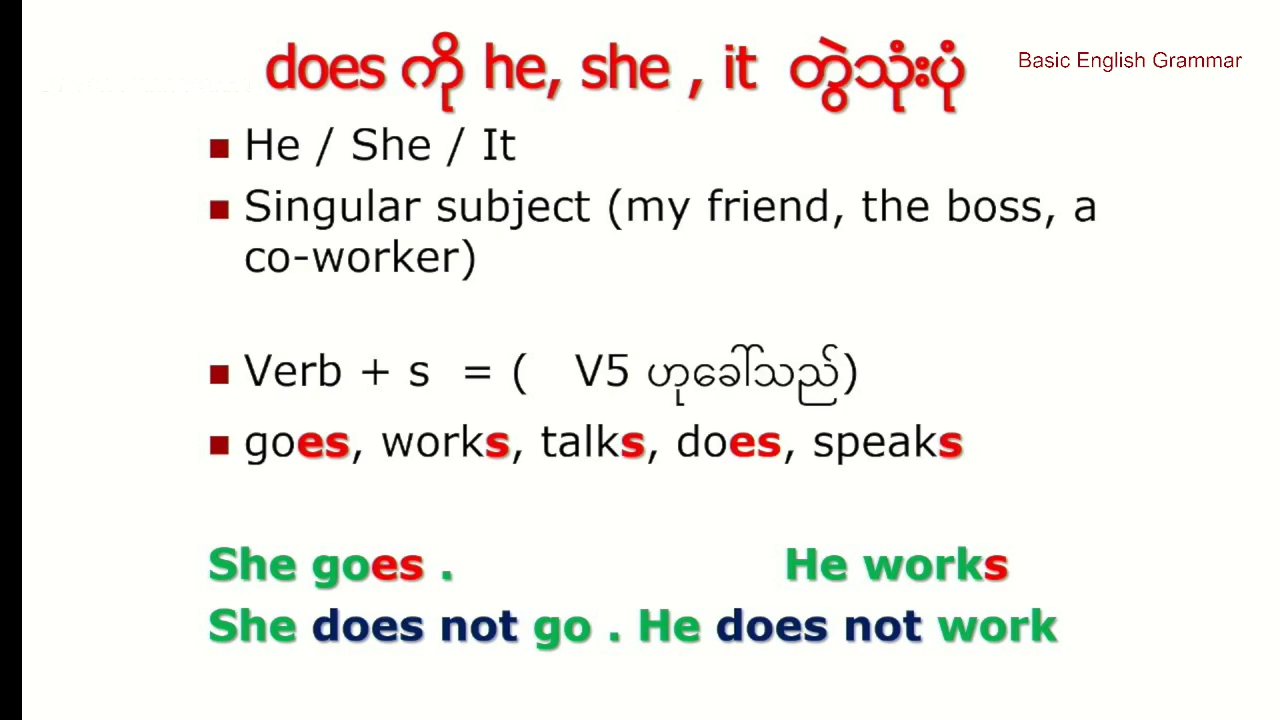 does ကို he, she , it တွဲသုံးပုံ
Basic English Grammar
He / She / It
Singular subject (my friend, the boss, a
co-worker)
Verb + s = ( V5 ဟုခေါ်သည်)
goes, works, talks, does, speaks
She goes . He works
She does not go . He does not work